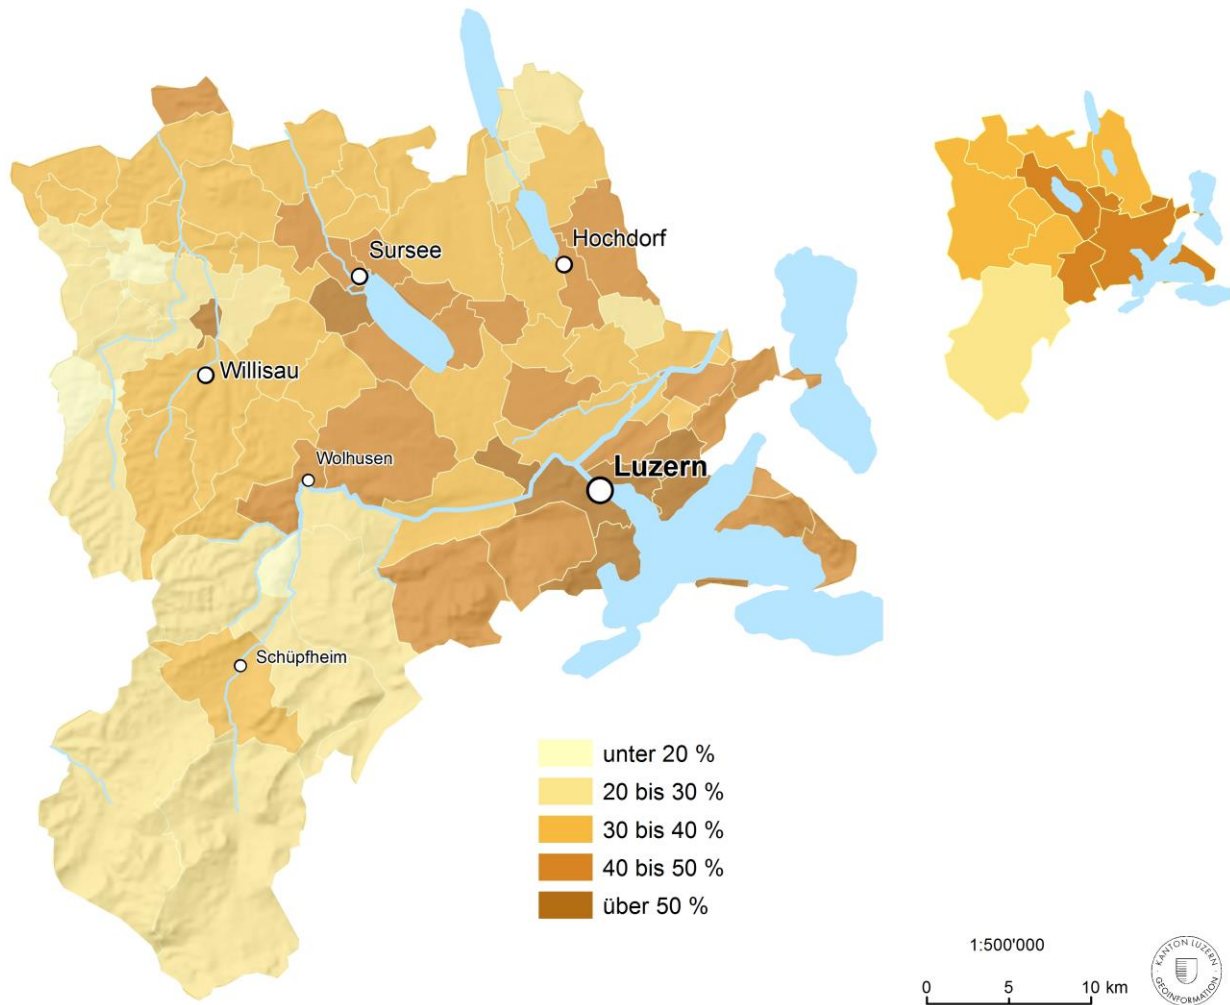 Sursee
Hochdorf
Willisau
Wolhusen
Luzern
Schüpfheim
unter 20 %
20 bis 30 %
30 bis 40 %
40 bis 50 %
über 50 %
1:500'000
0 5 10 km
KANTON LUZERN
GEOINFORMATION